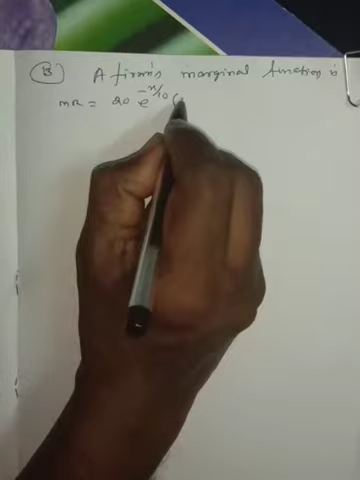 (B) A firm's marginal function is
MR = 20 e^{-x/10} (